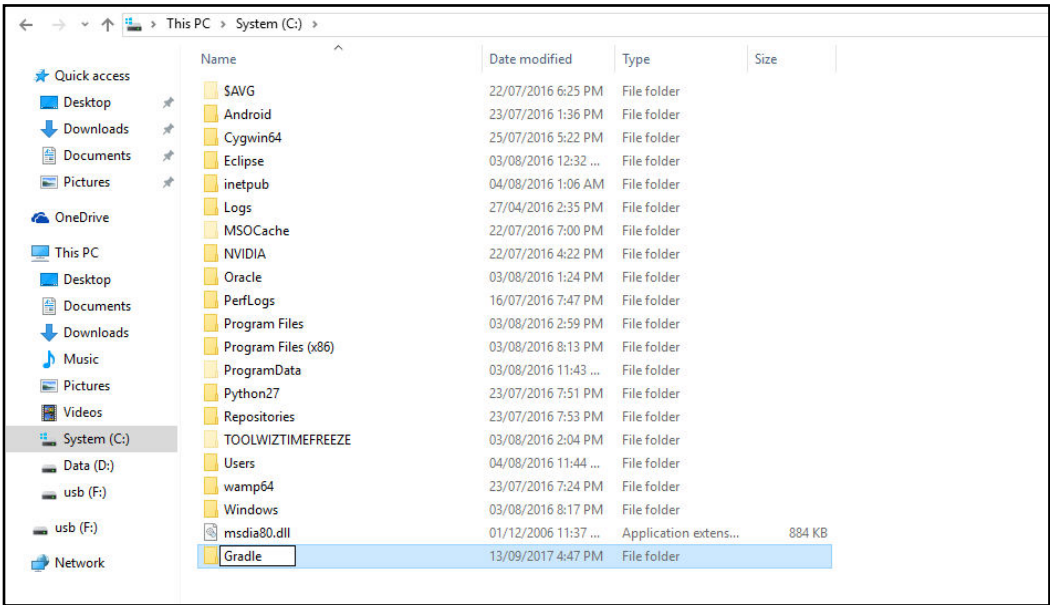 This PC > System (C:) >
Name Date modified Type Size
Quick access
Desktop
Downloads
Documents
Pictures
OneDrive
This PC
Desktop
Documents
Downloads
Music
Pictures
Videos
System (C:)
Data (D:)
usb (F:)
usb (F:)
Network
$AVG 22/07/2016 6:25 PM File folder
Android 23/07/2016 1:36 PM File folder
Cygwin64 25/07/2016 5:22 PM File folder
Eclipse 03/08/2016 12:32 ... File folder
inetpub 04/08/2016 1:06 AM File folder
Logs 27/04/2016 2:35 PM File folder
MSOCache 22/07/2016 7:00 PM File folder
NVIDIA 22/07/2016 4:22 PM File folder
Oracle 03/08/2016 1:24 PM File folder
PerfLogs 16/07/2016 7:47 PM File folder
Program Files 03/08/2016 2:59 PM File folder
Program Files (x86) 03/08/2016 8:13 PM File folder
ProgramData 03/08/2016 11:43 ... File folder
Python27 23/07/2016 7:51 PM File folder
Repositories 23/07/2016 7:53 PM File folder
TOOLWIZTIMEFREEZE 03/08/2016 2:04 PM File folder
Users 04/08/2016 11:44 ... File folder
wamp64 23/07/2016 7:24 PM File folder
Windows 03/08/2016 8:17 PM File folder
msdia80.dll 01/12/2006 11:37 ... Application extens... 884 KB
Gradle 13/09/2017 4:47 PM File folder